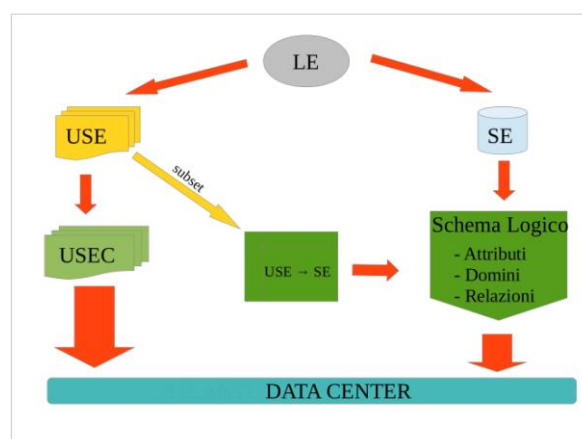 LE
USE
SE
subset
USEC
USE → SE
Schema Logico
- Attributi
- Domini
- Relazioni
DATA CENTER